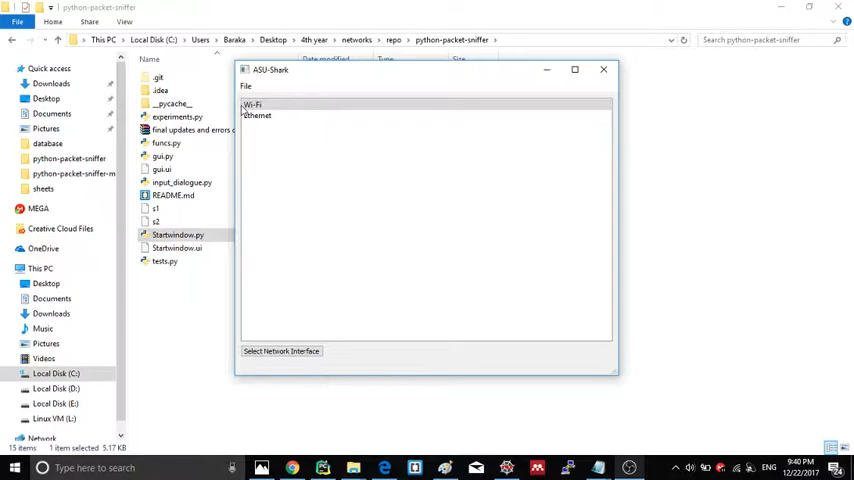 python-packet-sniffer
File
Home
Share
View
This PC
Local Disk (C:)
Users
Baraka
Desktop
4th year
networks
repo
python-packet-sniffer
Search python-packet-sniffer
Name
Size
Quick access
Downloads
Desktop
Documents
Pictures
database
python-packet-sniffer
python-packet-sniffer-m
sheets
MEGA
Creative Cloud Files
OneDrive
This PC
Desktop
Documents
Downloads
Music
Pictures
Videos
Local Disk (C:)
Local Disk (D:)
Local Disk (E:)
Linux VM (L:)
Network
.git
.idea
__pycache__
experiments.py
final updates and errors
funcs.py
gui.py
gui.ui
input_dialogue.py
README.md
s1
s2
Startwindow.py
Startwindow.ui
tests.py
ASU-Shark
File
Wi-Fi
Ethernet
Select Network Interface
15 items
1 item selected 5.17 KB
Type here to search
ENG
9:40 PM
12/22/2017
24